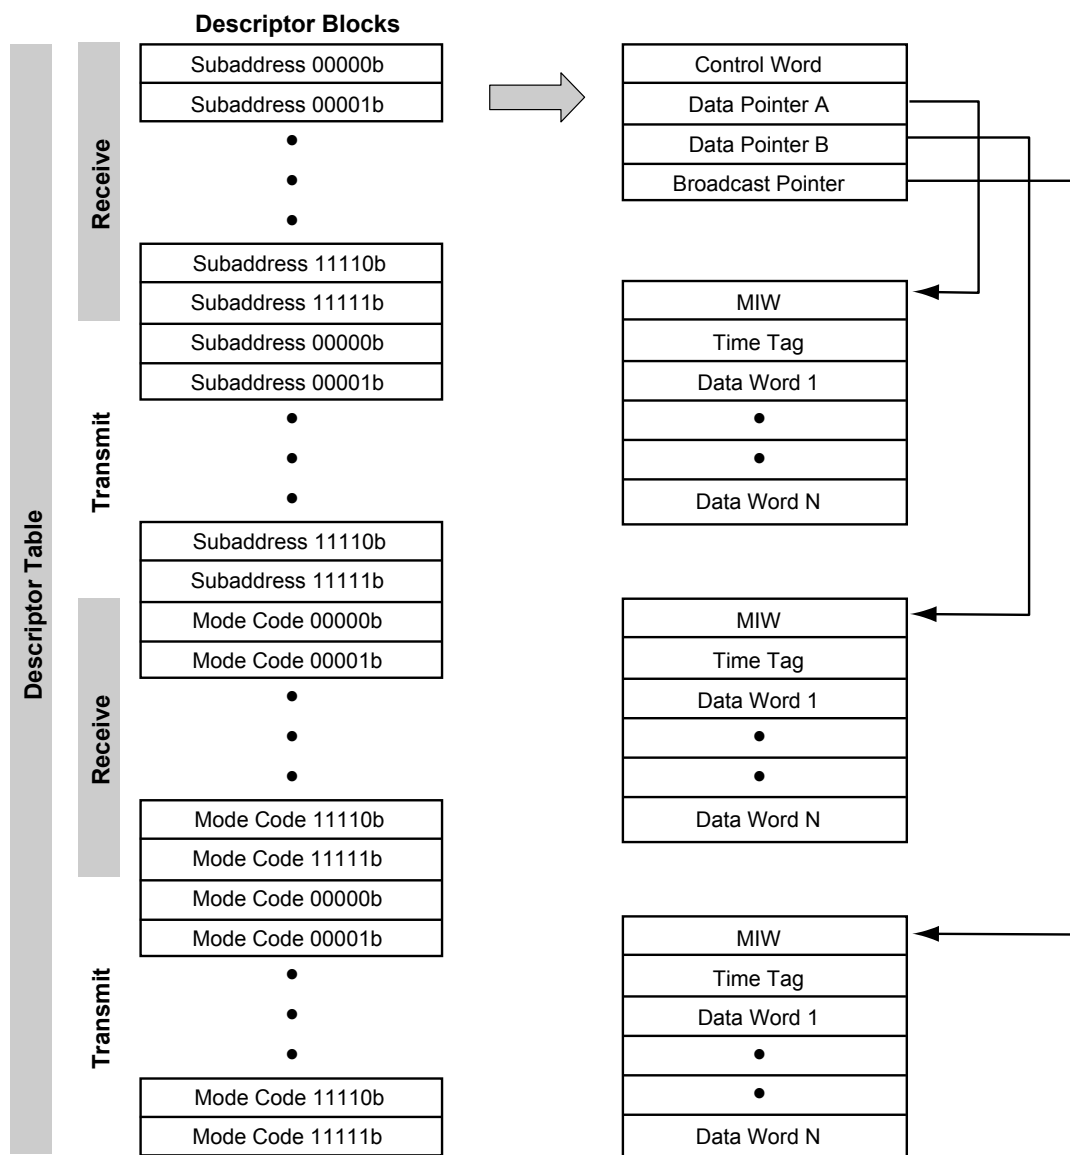 Descriptor Blocks
Descriptor Table
Receive
Subaddress 00000b
Subaddress 00001b
Subaddress 11110b
Subaddress 11111b
Transmit
Subaddress 00000b
Subaddress 00001b
Subaddress 11110b
Subaddress 11111b
Receive
Mode Code 00000b
Mode Code 00001b
Mode Code 11110b
Mode Code 11111b
Transmit
Mode Code 00000b
Mode Code 00001b
Mode Code 11110b
Mode Code 11111b
Control Word
Data Pointer A
Data Pointer B
Broadcast Pointer
MIW
Time Tag
Data Word 1
Data Word N
MIW
Time Tag
Data Word 1
Data Word N
MIW
Time Tag
Data Word 1
Data Word N